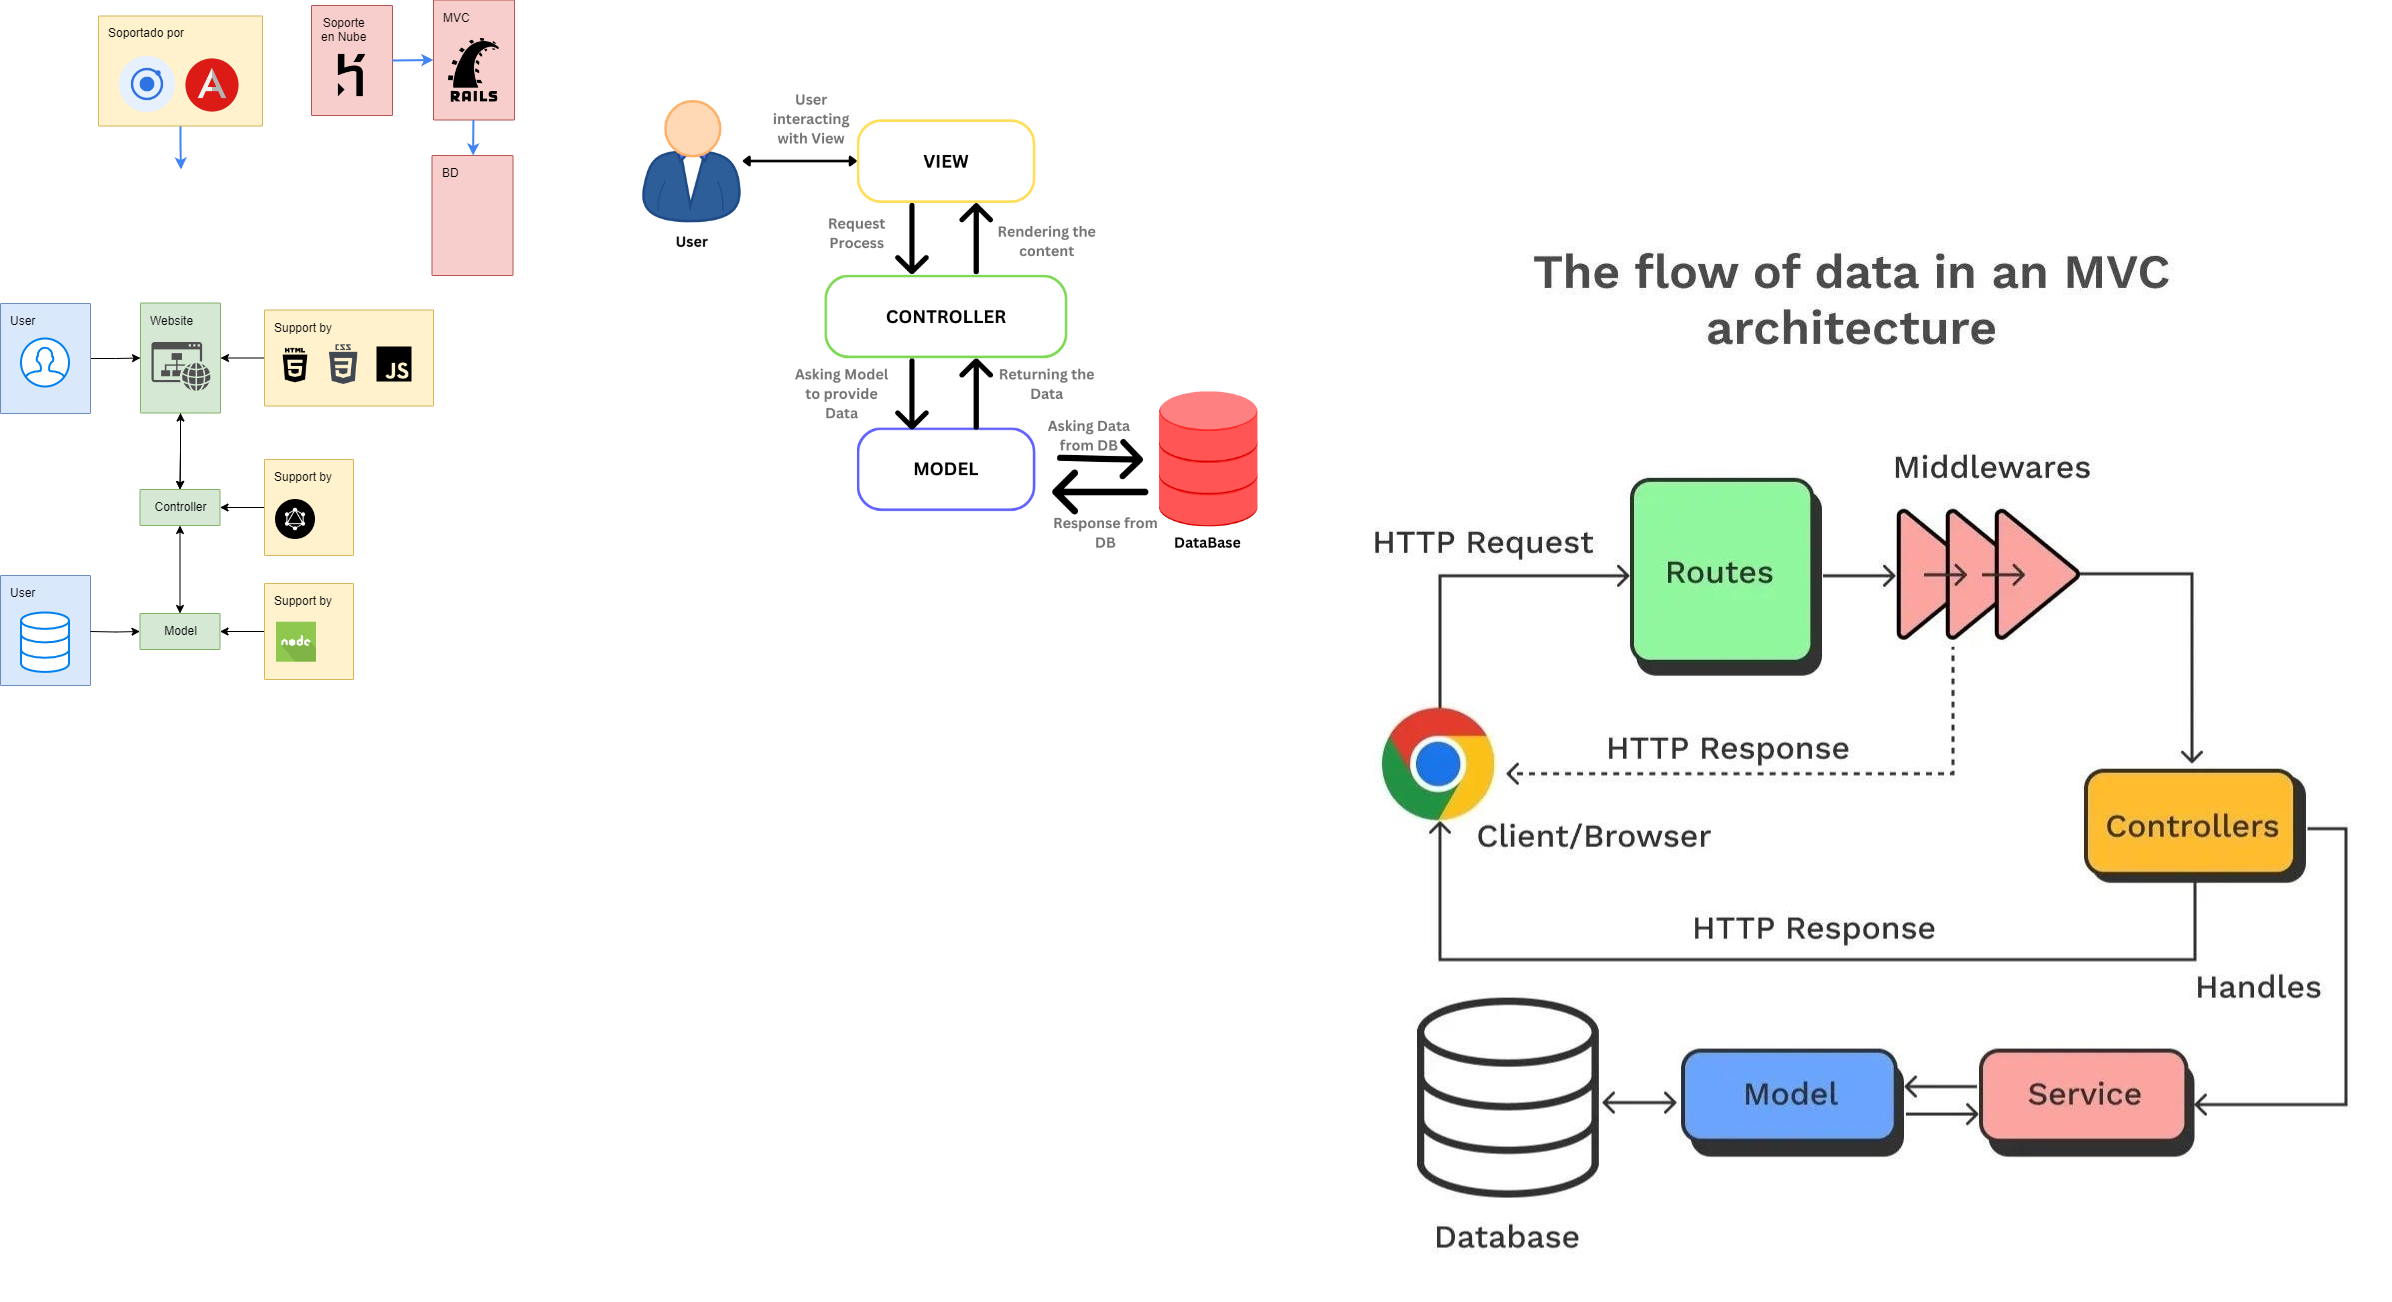 Soportado por
Soporte
en Nube
MVC
RAILS
BD
User
Website
Support by
HTML
5
CSS
3
JS
Controller
Support by
User
Model
Support by
node
User
interacting
with View
VIEW
User
Request
Process
Rendering the
content
CONTROLLER
Asking Model
to provide
Data
Returning the
Data
MODEL
Asking Data
from DB
Response from
DB
DataBase
The flow of data in an MVC
architecture
Middlewares
HTTP Request
Routes
HTTP Response
Client/Browser
Controllers
HTTP Response
Handles
Model
Service
Database